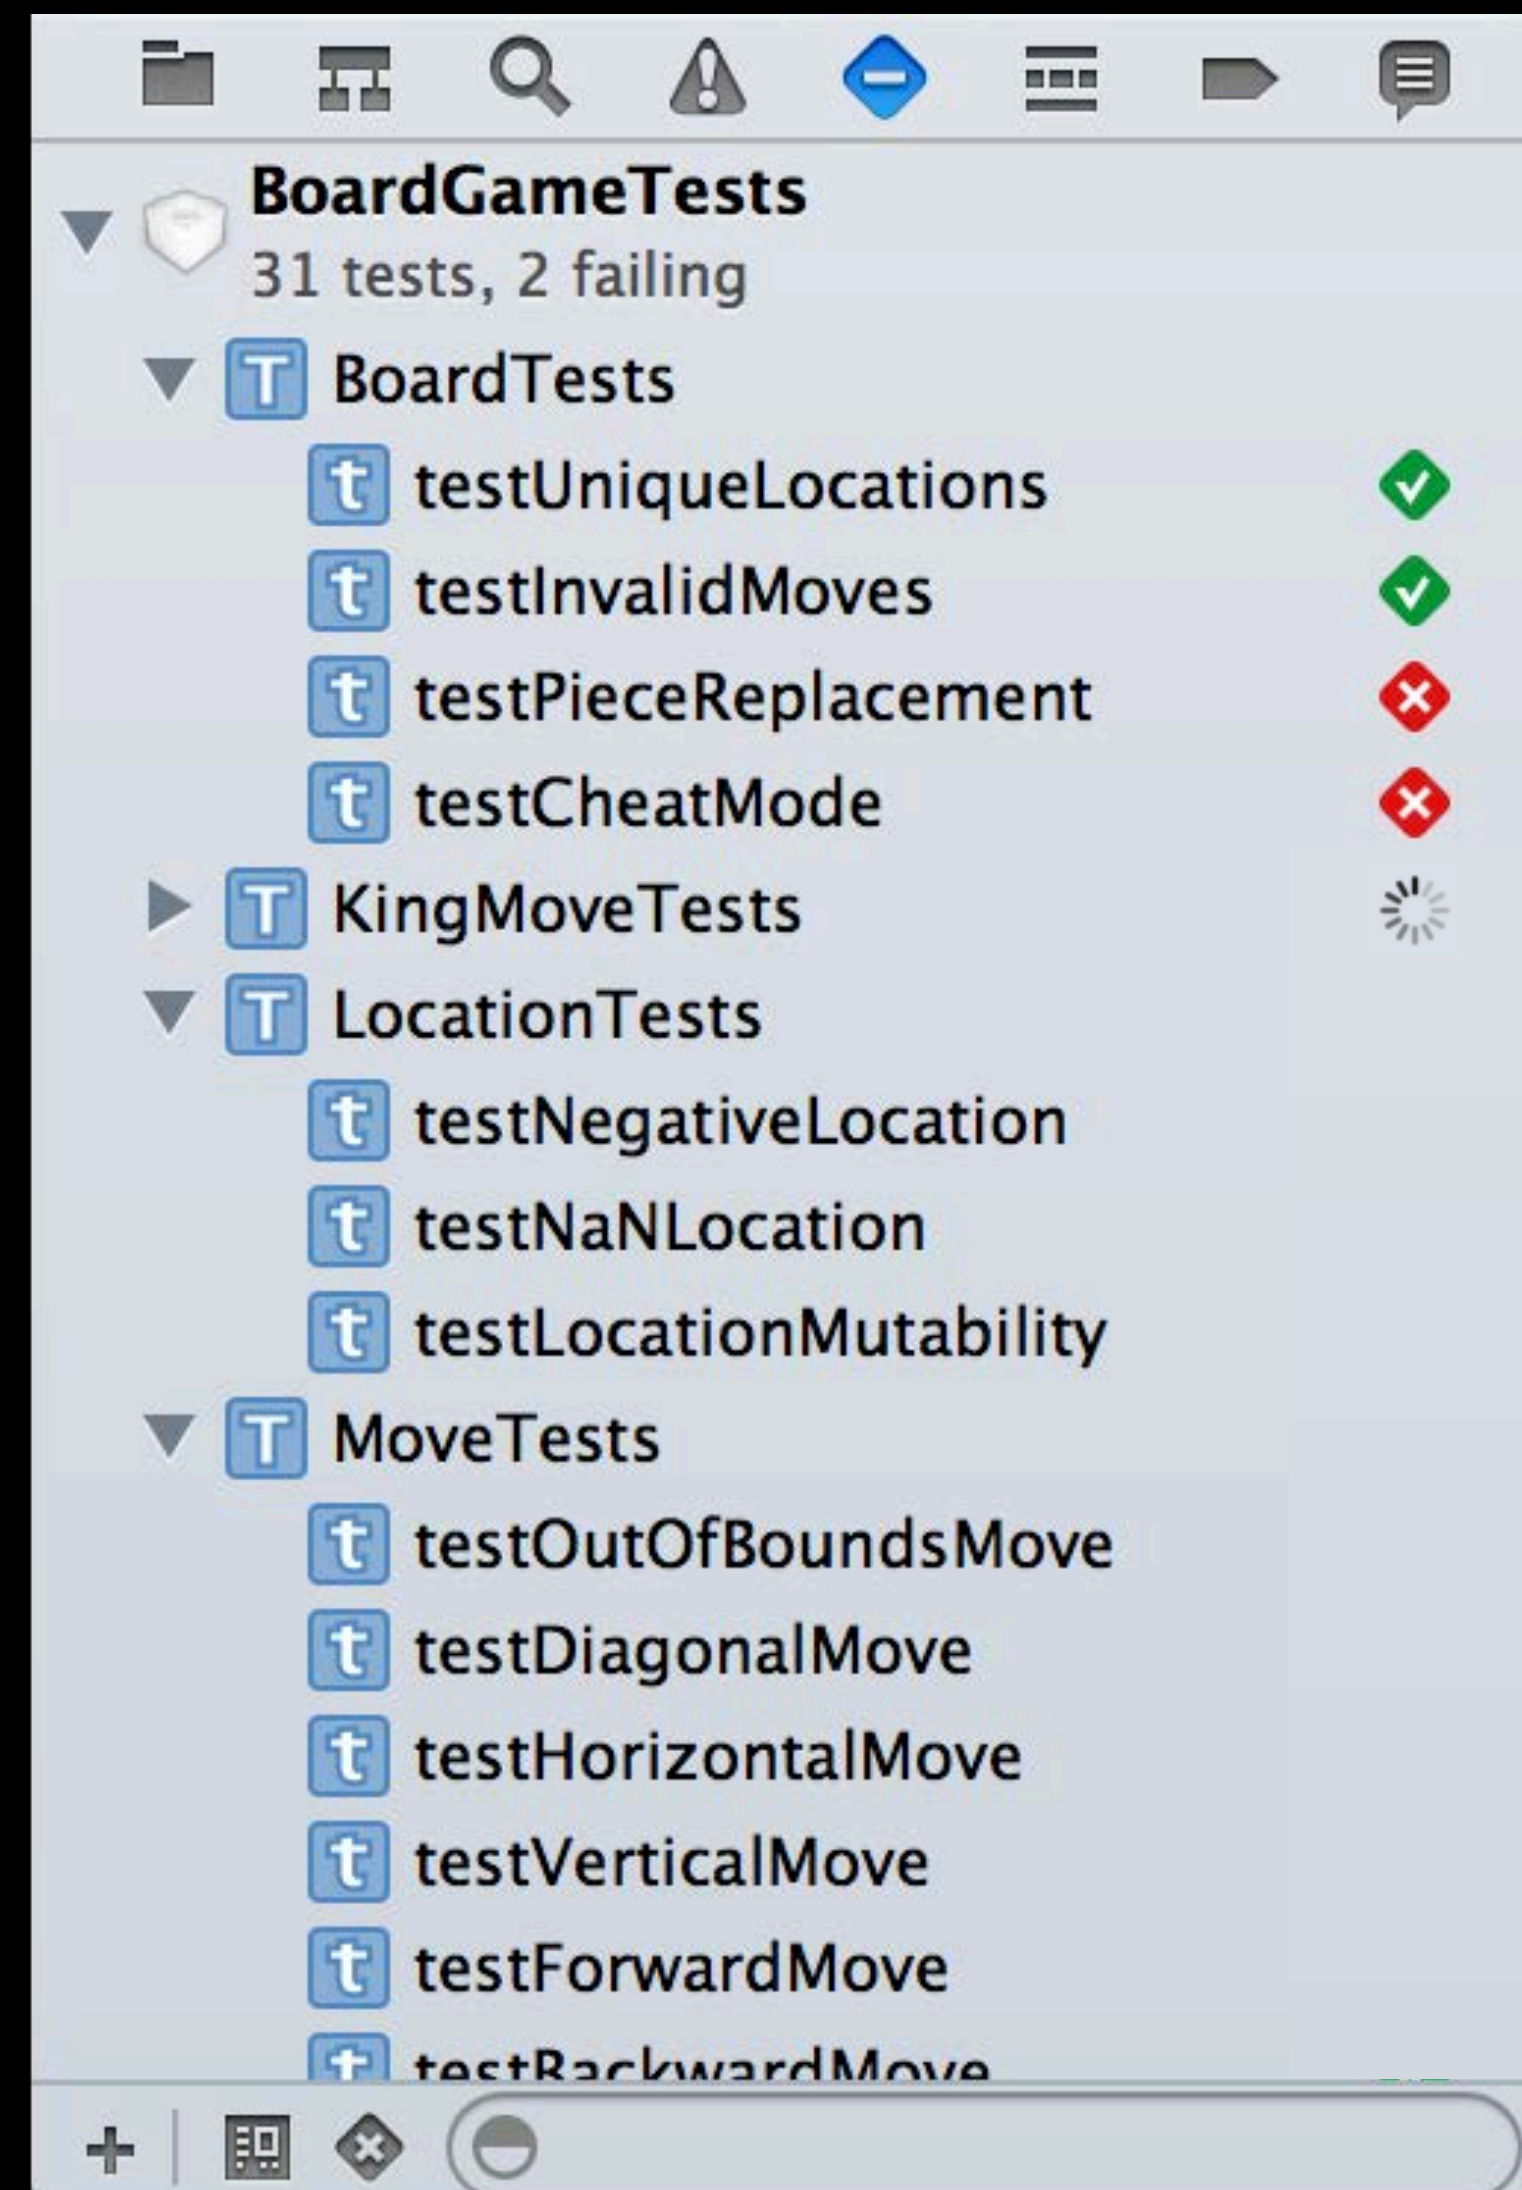 BoardGameTests
31 tests, 2 failing
T BoardTests
t testUniqueLocations
t testInvalidMoves
t testPieceReplacement
t testCheatMode
T KingMoveTests
T LocationTests
t testNegativeLocation
t testNaNLocation
t testLocationMutability
T MoveTests
t testOutOfBoundsMove
t testDiagonalMove
t testHorizontalMove
t testVerticalMove
t testForwardMove
t testBackwardMove